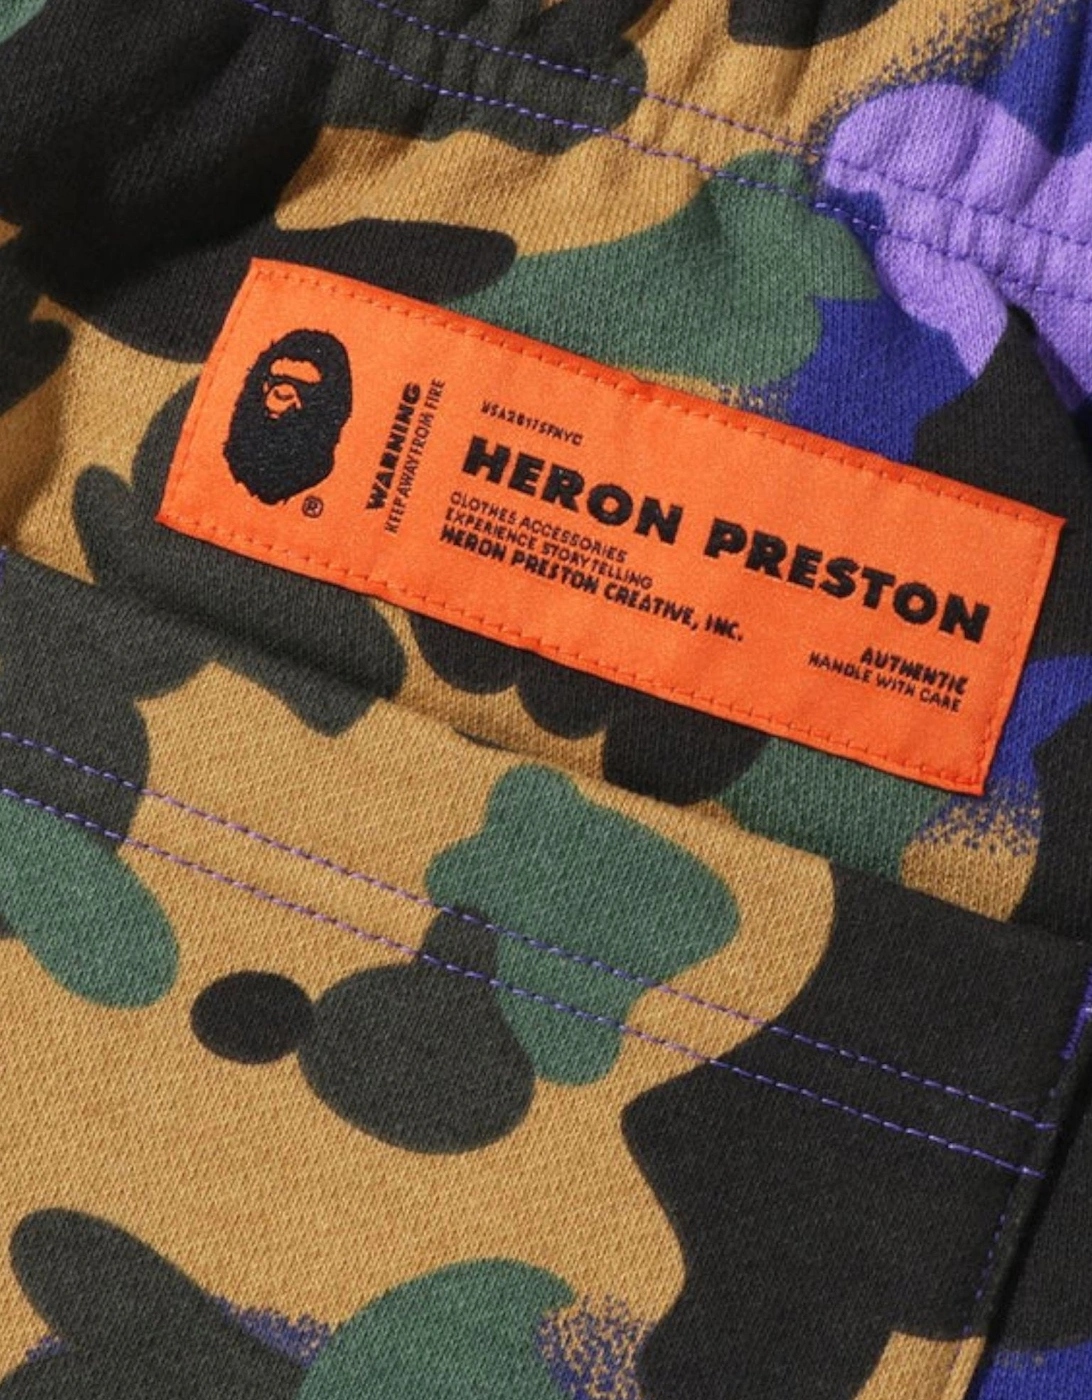 ®
WARNING
KEEP AWAY FROM FIRE
HERON PRESTON
CLOTHES ACCESSORIES
EXPERIENCE STORYTELLING
HERON PRESTON CREATIVE, INC.
AUTHENTIC
HANDLE WITH CARE